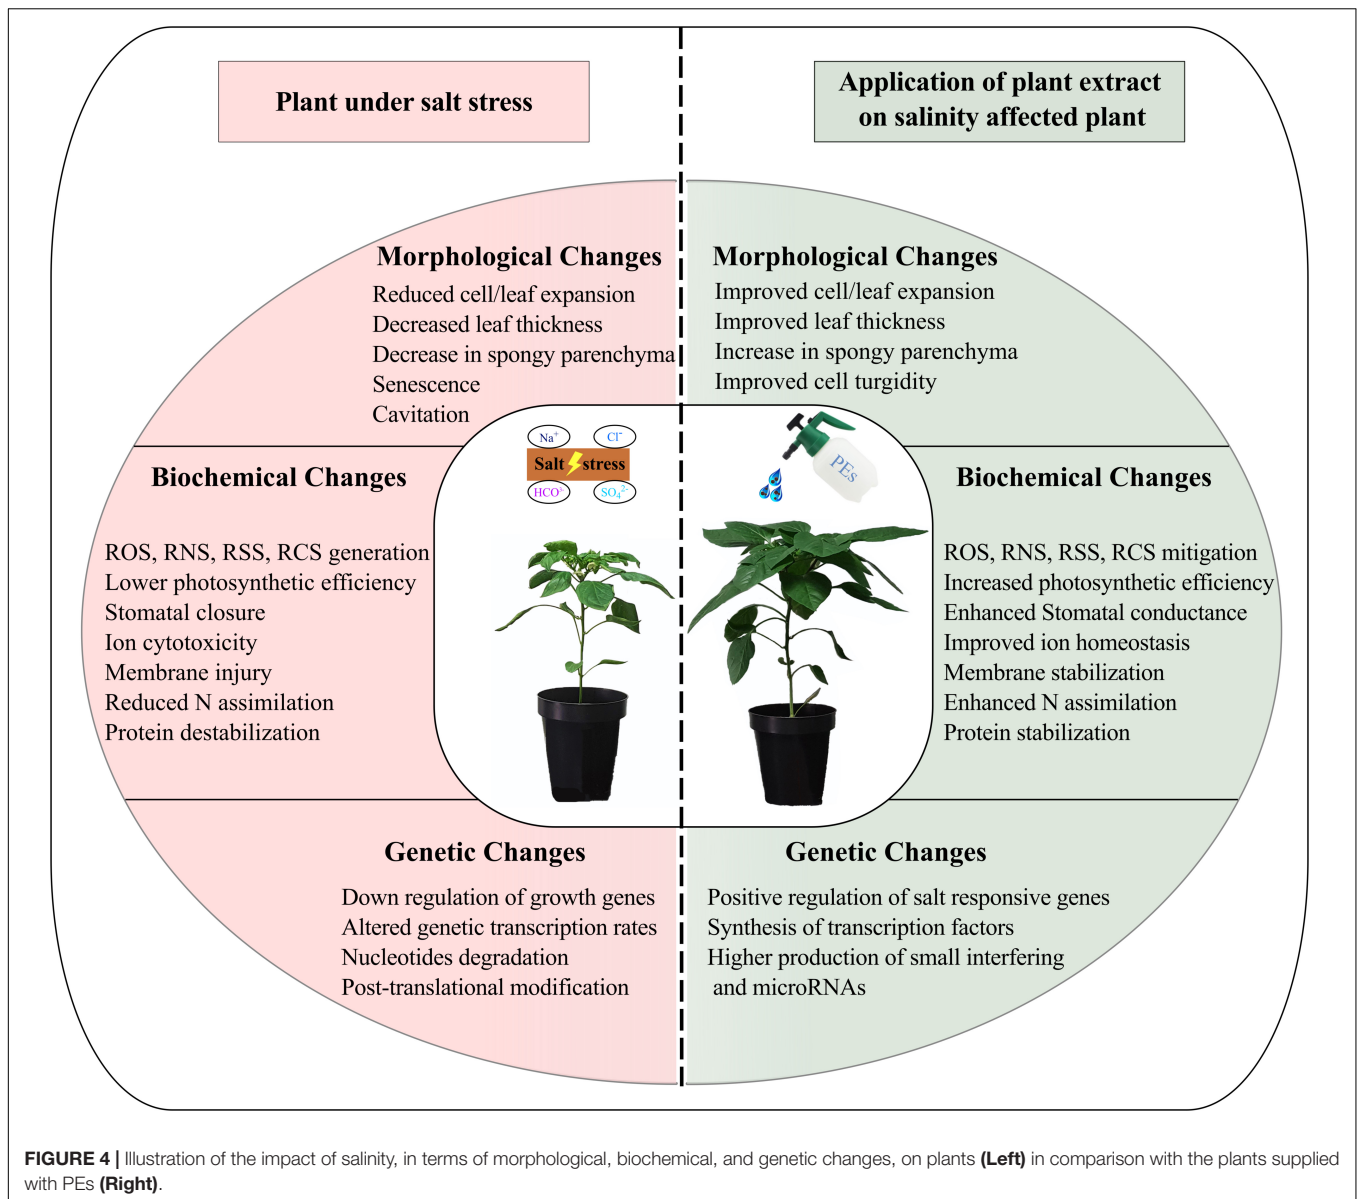 Plant under salt stress
Application of plant extract
on salinity affected plant
Morphological Changes
Reduced cell/leaf expansion
Decreased leaf thickness
Decrease in spongy parenchyma
Senescence
Cavitation
Morphological Changes
Improved cell/leaf expansion
Improved leaf thickness
Increase in spongy parenchyma
Improved cell turgidity
Na⁺
Cl⁻
Salt stress
HCO³⁻
SO₄²⁻
PEs
Biochemical Changes
ROS, RNS, RSS, RCS generation
Lower photosynthetic efficiency
Stomatal closure
Ion cytotoxicity
Membrane injury
Reduced N assimilation
Protein destabilization
Biochemical Changes
ROS, RNS, RSS, RCS mitigation
Increased photosynthetic efficiency
Enhanced Stomatal conductance
Improved ion homeostasis
Membrane stabilization
Enhanced N assimilation
Protein stabilization
Genetic Changes
Down regulation of growth genes
Altered genetic transcription rates
Nucleotides degradation
Post-translational modification
Genetic Changes
Positive regulation of salt responsive genes
Synthesis of transcription factors
Higher production of small interfering
and microRNAs
FIGURE 4 | Illustration of the impact of salinity, in terms of morphological, biochemical, and genetic changes, on plants (Left) in comparison with the plants supplied
with PEs (Right).